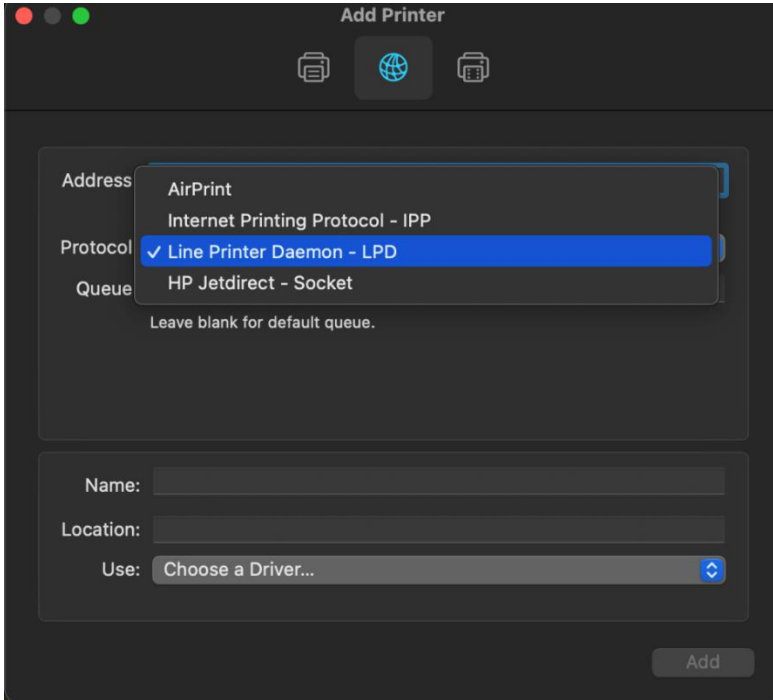 Add Printer
Address
AirPrint
Internet Printing Protocol - IPP
Protocol
✓ Line Printer Daemon - LPD
Queue
HP Jetdirect - Socket
Leave blank for default queue.
Name:
Location:
Use: Choose a Driver...
Add